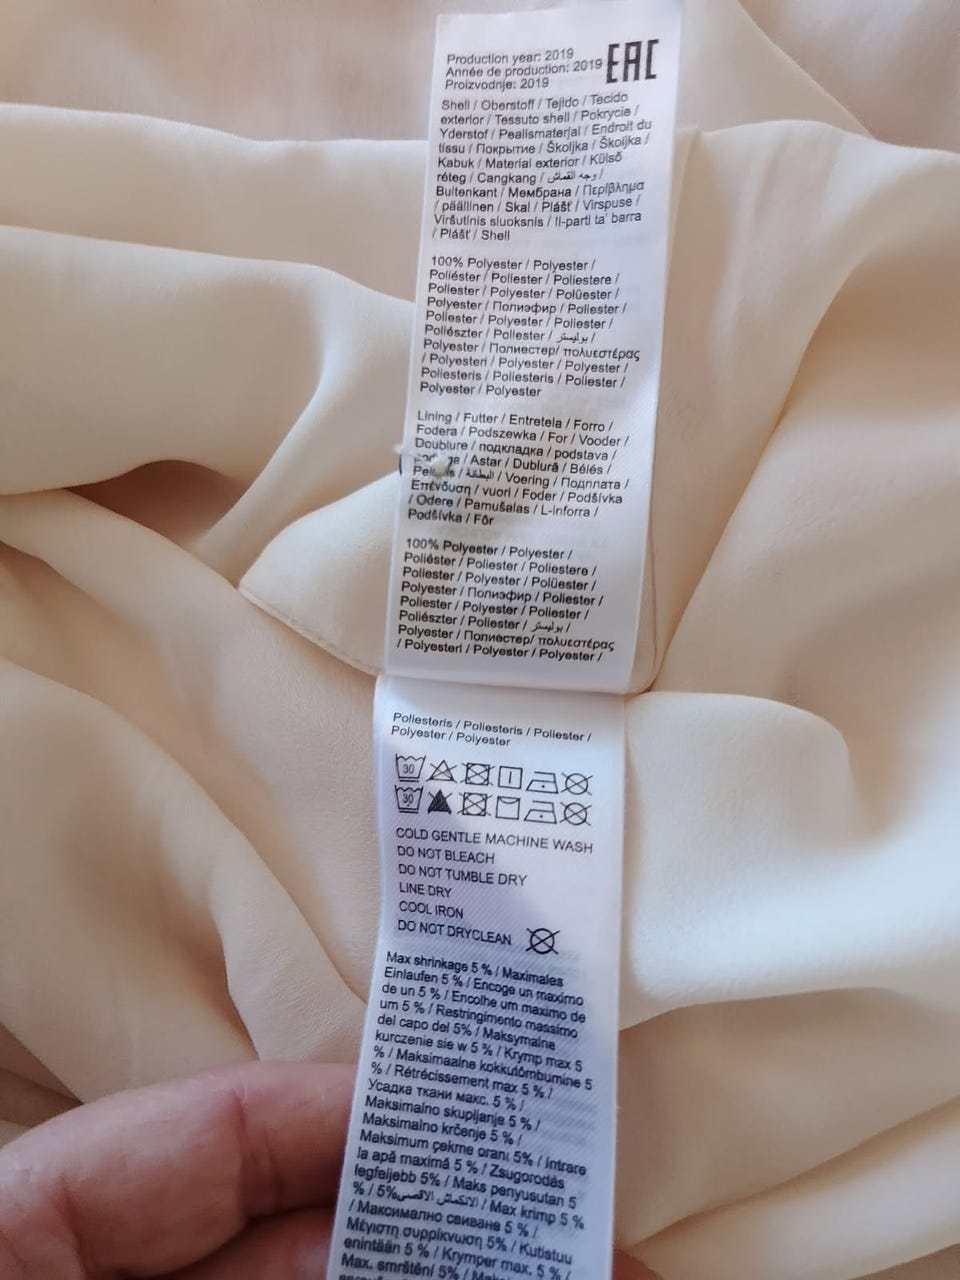 Production year: 2019
Année de production: 2019
Proizvodnje: 2019
EAC
Shell / Oberstoff / Tejido / Tecido
exterior / Tessuto shell / Pokrycie /
Yderstof / Pealismaterjal / Endroit du
tissu / Покрытие / Školjka / Školjka /
Kabuk / Material exterior / Külső
réteg / Cangkang / وجه القماش /
Buitenkant / Мембрана / Περίβλημα
/ päällinen / Skal / Plášť / Virspuse /
Viršutinis sluoksnis / Il-parti ta' barra
/ Plášť / Shell
100% Polyester / Polyester /
Poliéster / Poliester / Poliestere /
Poliester / Polyester / Polüester /
Polyester / Полиэфир / Poliester /
Poliester / Polyester / Poliester /
Poliészter / Poliester / بوليستر /
Polyester / Полиестер/ πολυεστέρας
/ Polyesteri / Polyester / Polyester /
Poliesteris / Poliesteris / Poliester /
Polyester / Polyester
Lining / Futter / Entretela / Forro /
Fodera / Podszewka / For / Vooder /
Doublure / подкладка / podstava /
/ Astar / Dublură / Bélés /
/ البطانة / Voering / Подплата /
Επένδυση / vuori / Foder / Podšívka
/ Odere / Pamušalas / L-inforra /
Podšívka / Fôr
100% Polyester / Polyester /
Poliéster / Poliester / Poliestere /
Poliester / Polyester / Polüester /
Polyester / Полиэфир / Poliester /
Poliester / Polyester / Poliester /
Poliészter / Poliester / بوليستر /
Polyester / Полиестер/ πολυεστέρας
/ Polyesteri / Polyester / Polyester /
Poliesteris / Poliesteris / Poliester /
Polyester / Polyester
30
30
COLD GENTLE MACHINE WASH
DO NOT BLEACH
DO NOT TUMBLE DRY
LINE DRY
COOL IRON
DO NOT DRYCLEAN
Max shrinkage 5 % / Maximales
Einlaufen 5 % / Encoge un maximo
de un 5 % / Encolhe um maximo de
um 5 % / Restringimento massimo
del capo del 5% / Maksymalne
kurczenie sie w 5 % / Krymp max 5
% / Maksimaalne kokkutõmbumine 5
% / Rétrécissement max 5 % /
Усадка ткани макс. 5 % /
Maksimalno skupljanje 5 % /
Maksimalno krčenje 5 % /
Maksimum çekme oranı 5% / Intrare
la apă maximă 5 % / Zsugorodás
legfeljebb 5% / Maks penyusutan 5
% / الانكماش الاقصى5% / Max krimp 5 %
/ Максимално свиване 5 % /
Μέγιστη συρρίκνωση 5% / Kutistuu
enintään 5 % / Krymper max. 5 % /
Max. smrštění 5% /